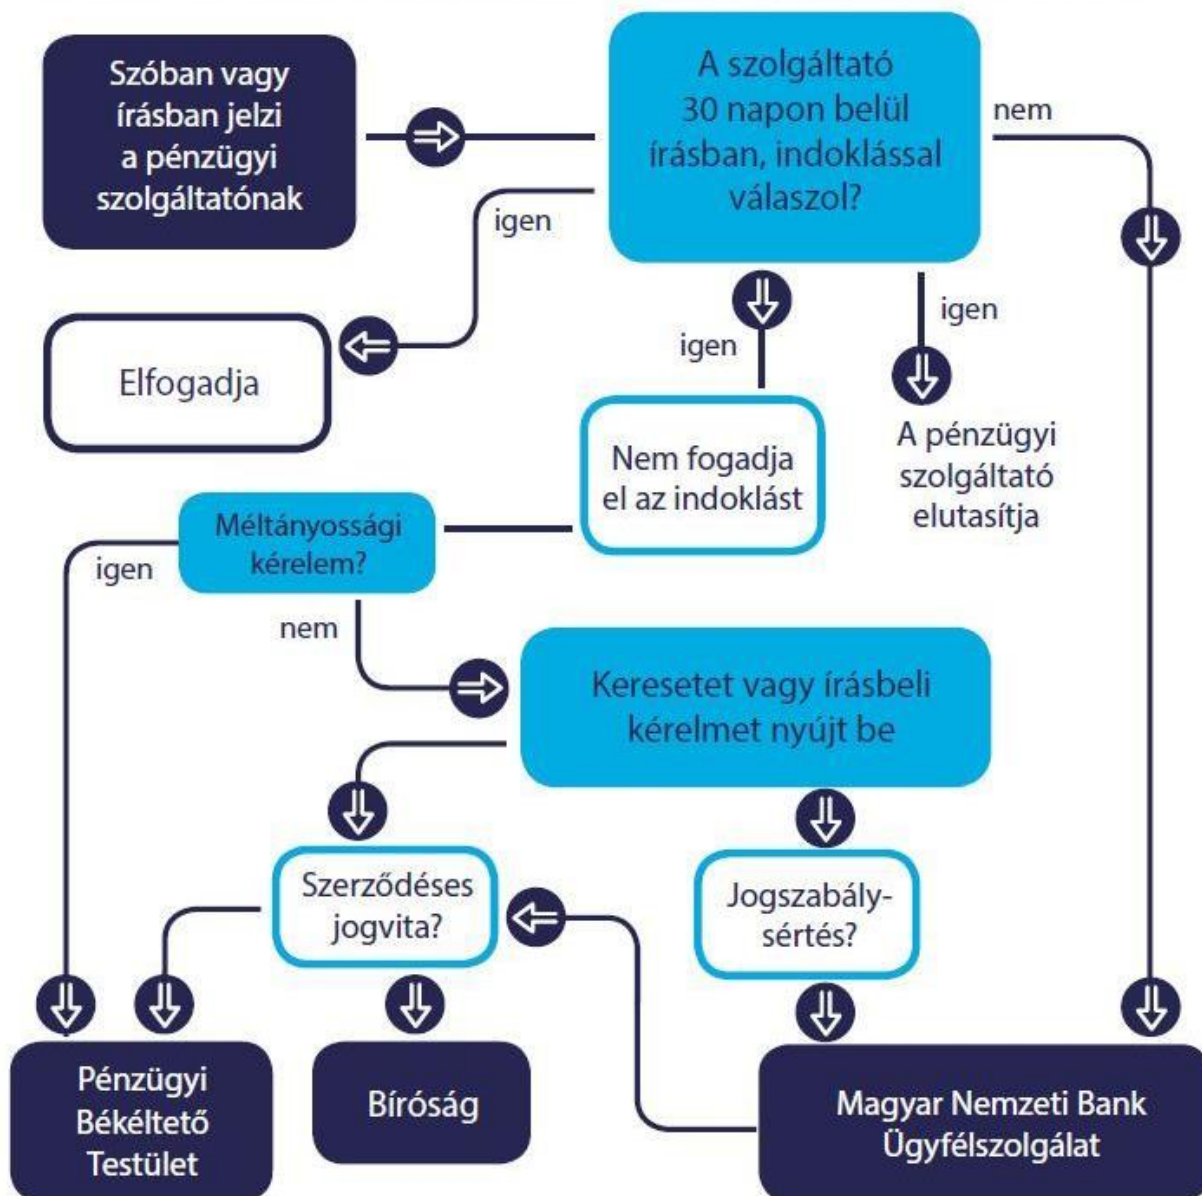 Szóban vagy
írásban jelzi
a pénzügyi
szolgáltatónak
A szolgáltató
30 napon belül
írásban, indoklással
válaszol?
nem
igen
Elfogadja
igen
igen
Nem fogadja
el az indoklást
A pénzügyi
szolgáltató
elutasítja
Méltányossági
kérelem?
igen
nem
Keresetet vagy írásbeli
kérelmet nyújt be
Szerződéses
jogvita?
Jogszabály-
sértés?
Pénzügyi
Békéltető
Testület
Bíróság
Magyar Nemzeti Bank
Ügyfélszolgálat